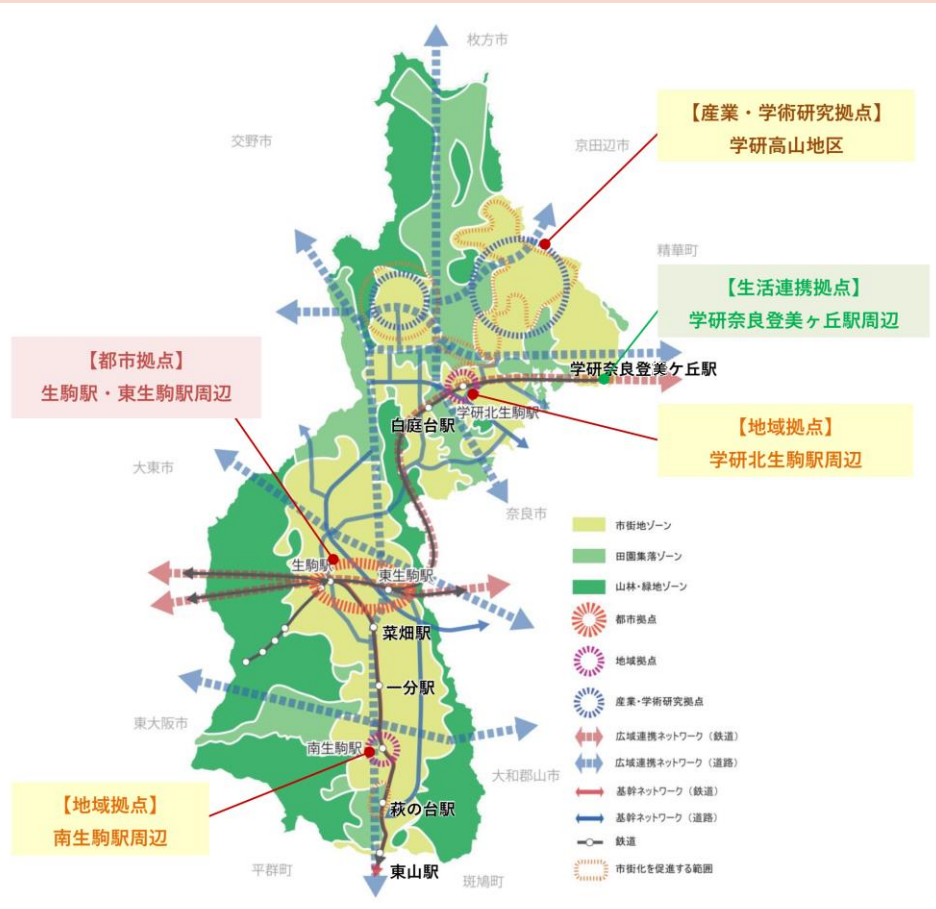 枚方市
交野市
京田辺市
【産業・学術研究拠点】
学研高山地区
精華町
【生活連携拠点】
学研奈良登美ヶ丘駅周辺
学研奈良登美ケ丘駅
【都市拠点】
生駒駅・東生駒駅周辺
学研北生駒駅
白庭台駅
【地域拠点】
学研北生駒駅周辺
大東市
奈良市
生駒駅
東生駒駅
菜畑駅
一分駅
東大阪市
南生駒駅
大和郡山市
【地域拠点】
南生駒駅周辺
萩の台駅
平群町
東山駅
斑鳩町
市街地ゾーン
田園集落ゾーン
山林・緑地ゾーン
都市拠点
地域拠点
産業・学術研究拠点
広域連携ネットワーク（鉄道）
広域連携ネットワーク（道路）
基幹ネットワーク（鉄道）
基幹ネットワーク（道路）
鉄道
市街化を促進する範囲